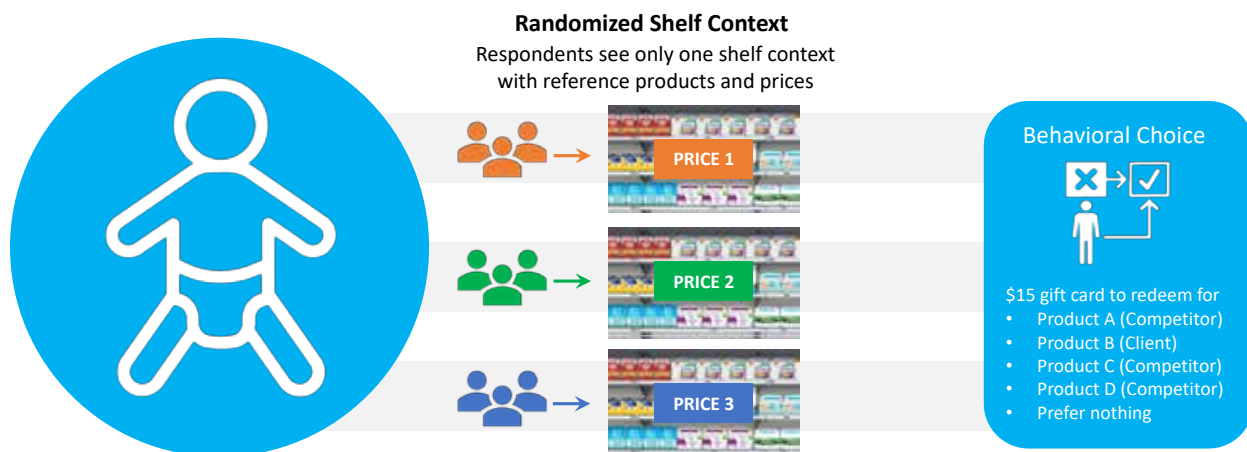 Randomized Shelf Context
Respondents see only one shelf context
with reference products and prices
PRICE 1
PRICE 2
PRICE 3
Behavioral Choice
$15 gift card to redeem for
• Product A (Competitor)
• Product B (Client)
• Product C (Competitor)
• Product D (Competitor)
• Prefer nothing